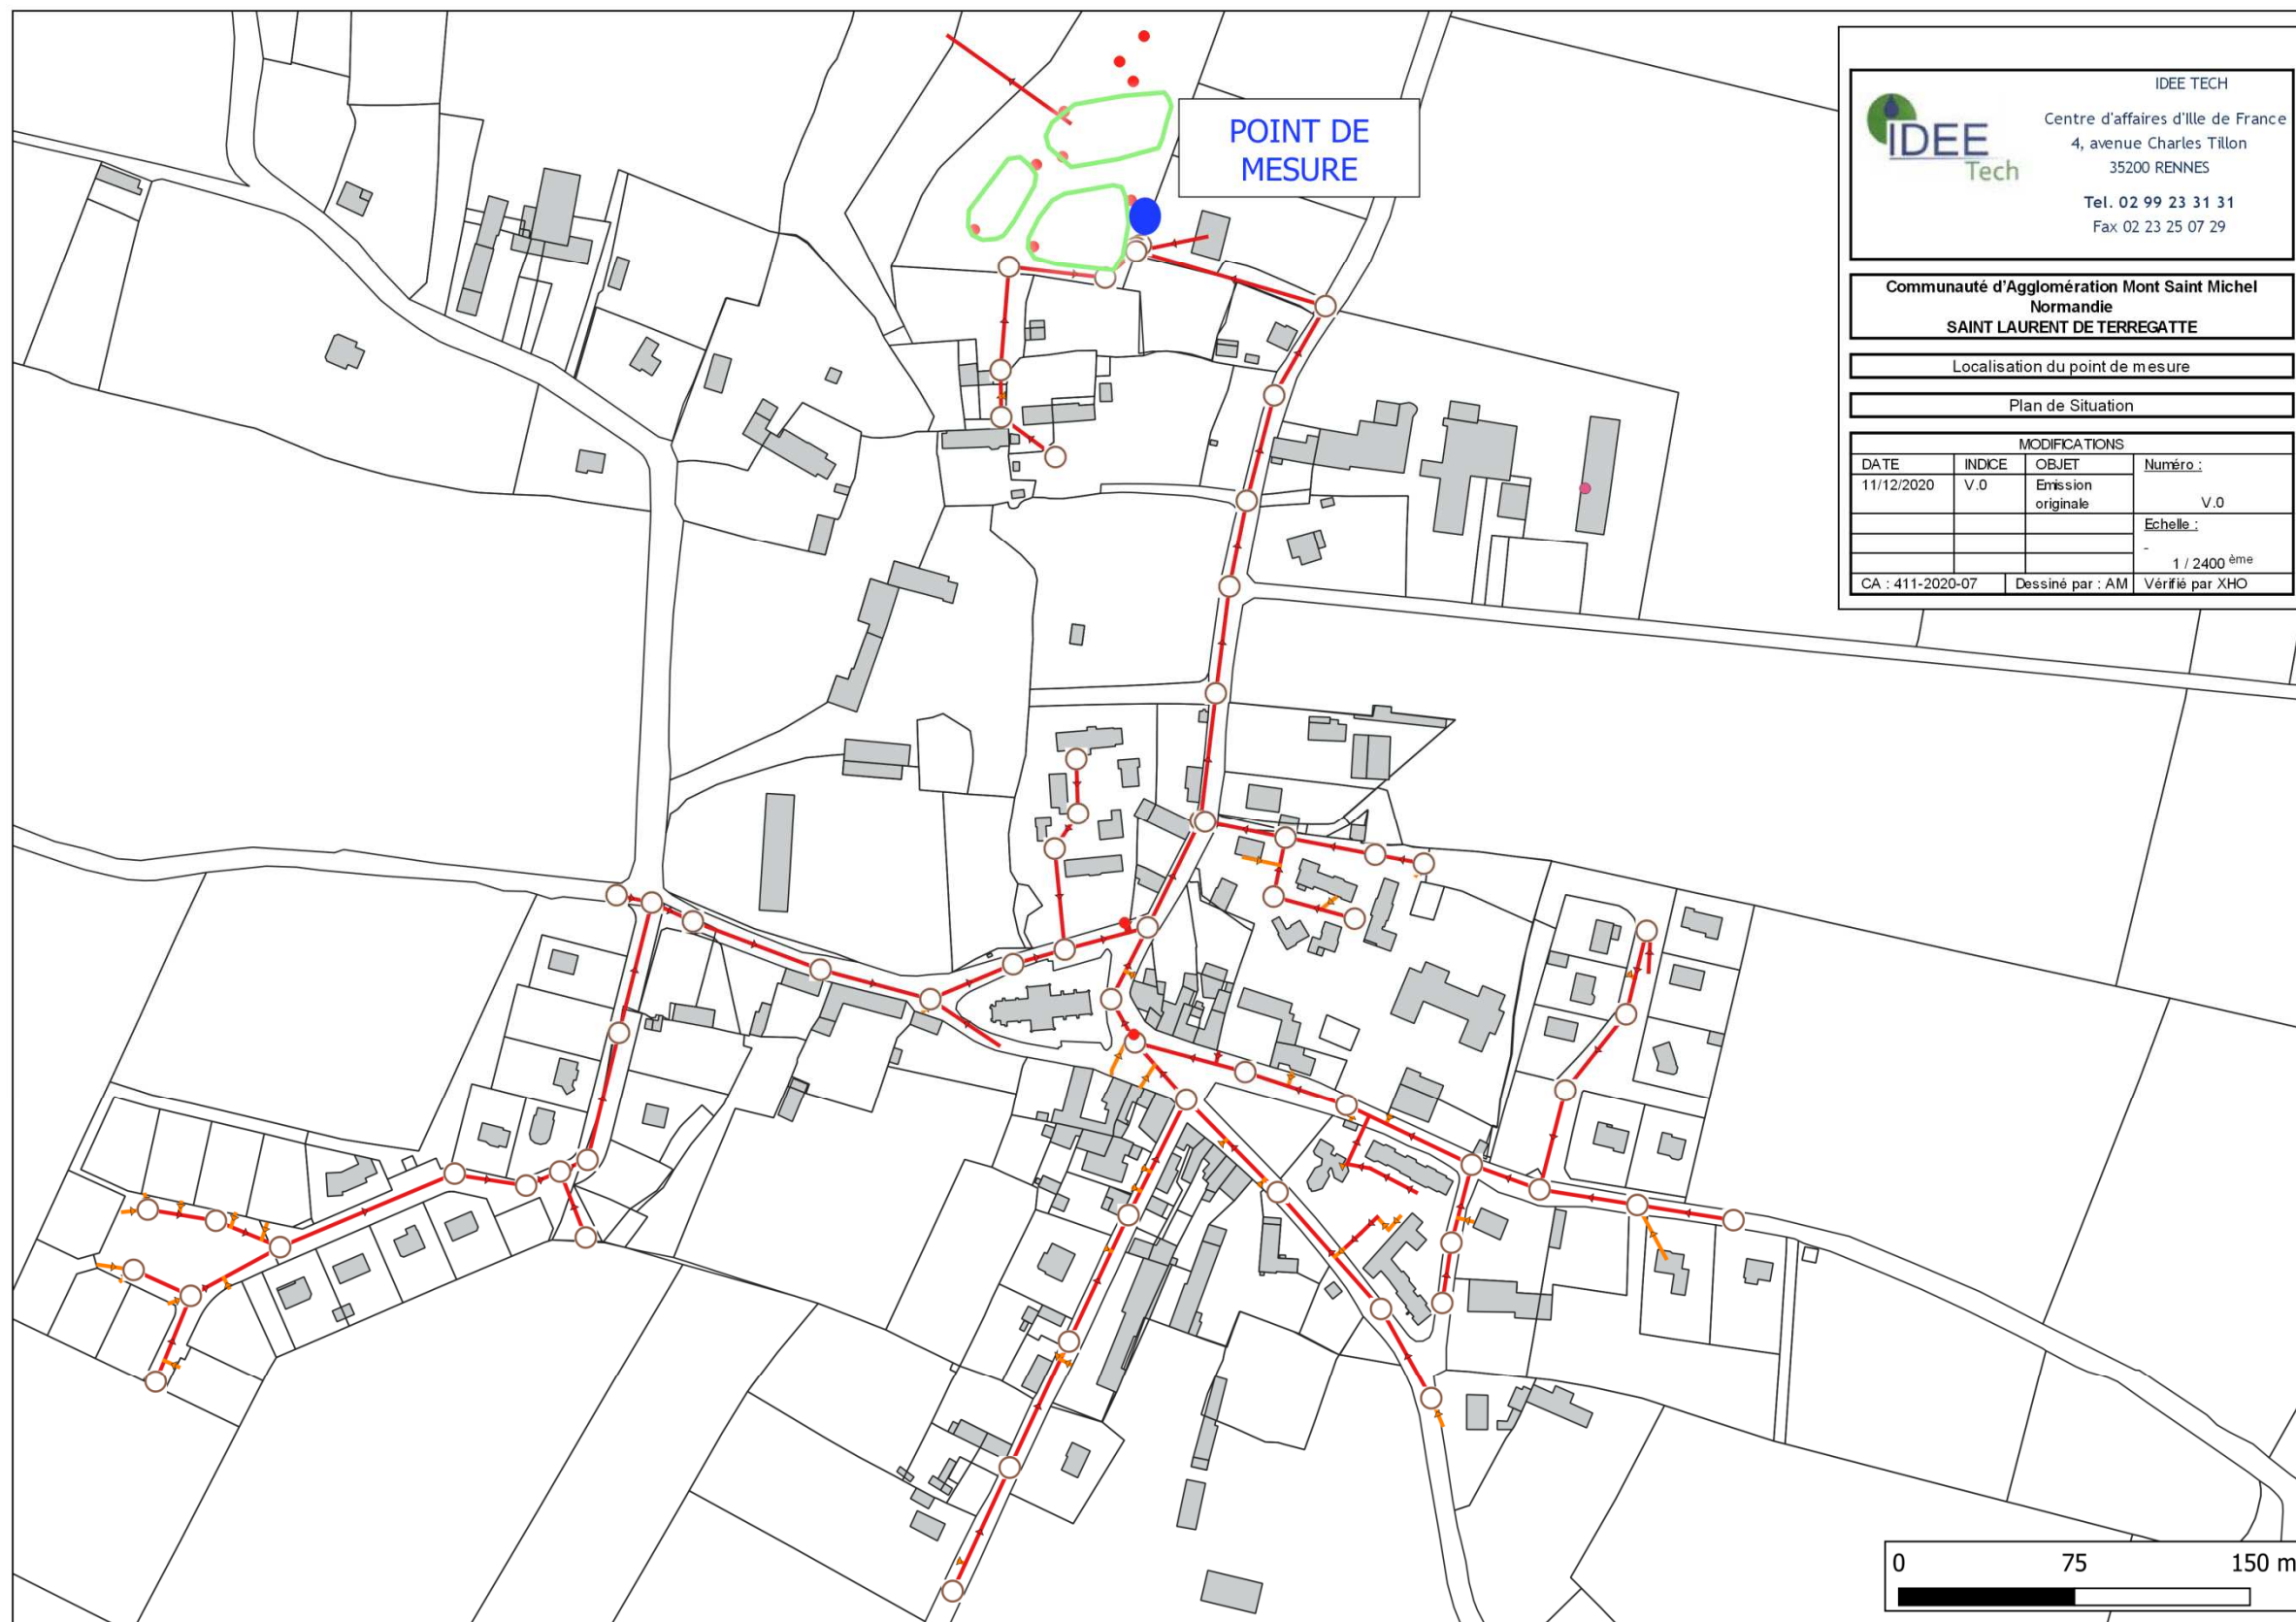 POINT DE
MESURE
IDEE
Tech
IDEE TECH
Centre d'affaires d'Ille de France
4, avenue Charles Tillon
35200 RENNES
Tel. 02 99 23 31 31
Fax 02 23 25 07 29
Communauté d'Agglomération Mont Saint Michel
Normandie
SAINT LAURENT DE TERREGATTE
Localisation du point de mesure
Plan de Situation
MODIFICATIONS
DATE INDICE OBJET Numéro :
11/12/2020 V.0 Emission
originale V.0
Echelle :
-
1 / 2400 ème
CA : 411-2020-07 Dessiné par : AM Vérifié par XHO
0 75 150 m